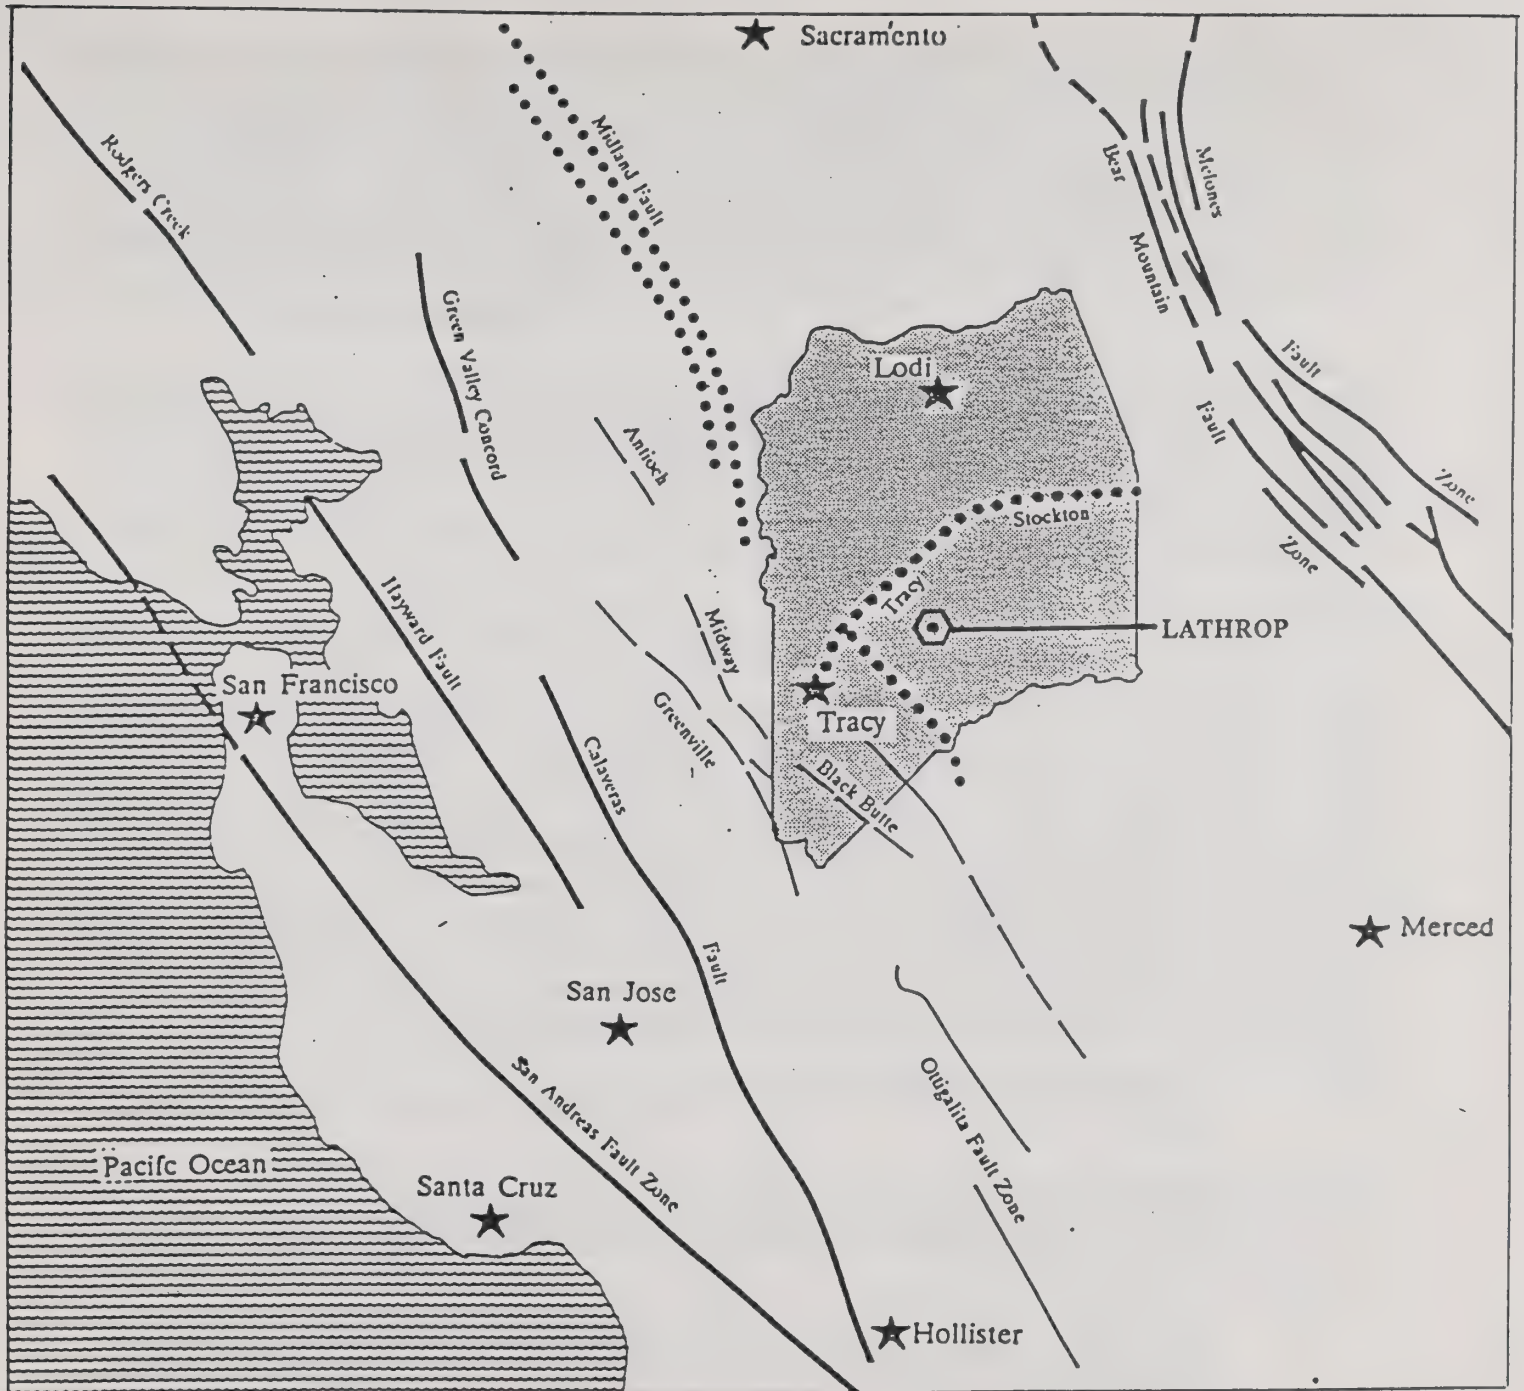 Sacramento
Rodgers Creek
Midland Fault
Bear
Mountain
Fault
Zone
Melones
Fault
Zone
Green Valley Concord
Lodi
Antioch
Stockton
Tracy
Hayward Fault
Midway
LATHROP
San Francisco
Greenville
Tracy
Calaveras
Fault
Black Butte
Merced
San Jose
San Andreas Fault Zone
Ortigalita Fault Zone
Pacifc Ocean
Santa Cruz
Hollister